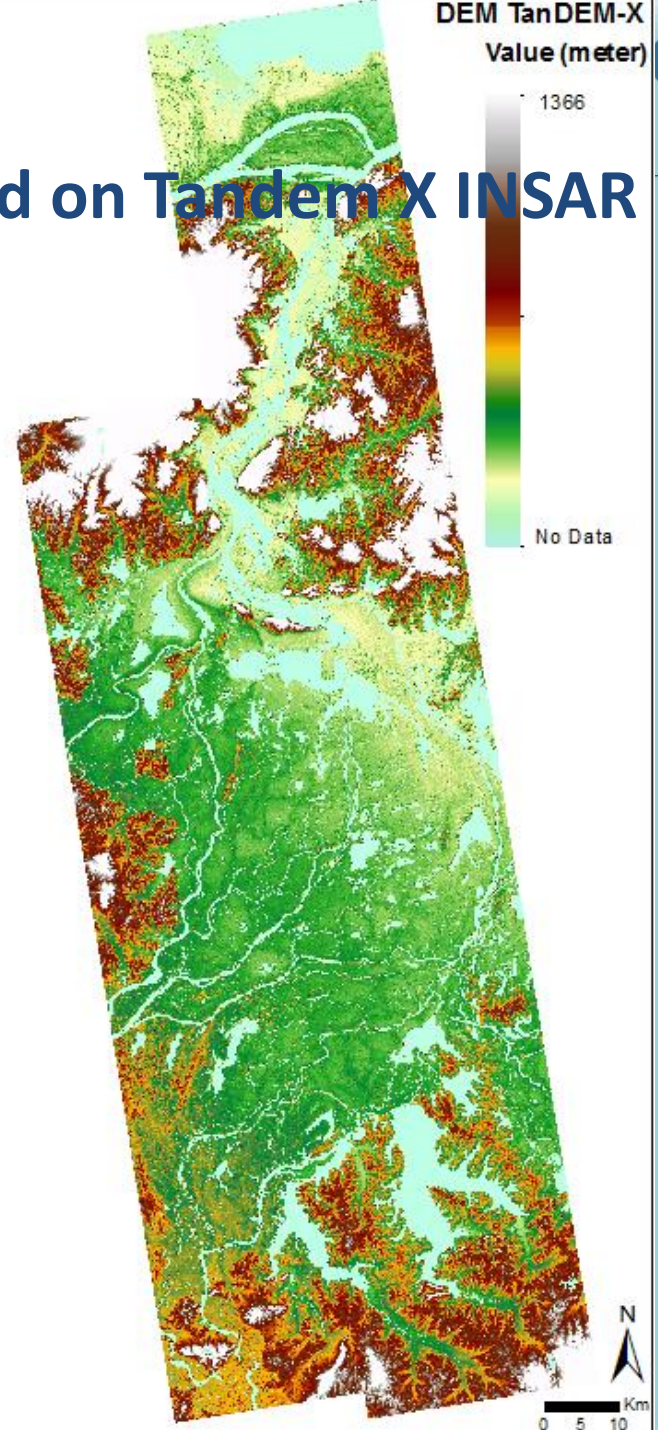 DEM TanDEM-X
Value (meter)
1366
d on Tandem X INSAR
No Data
N
Km
0 5 10